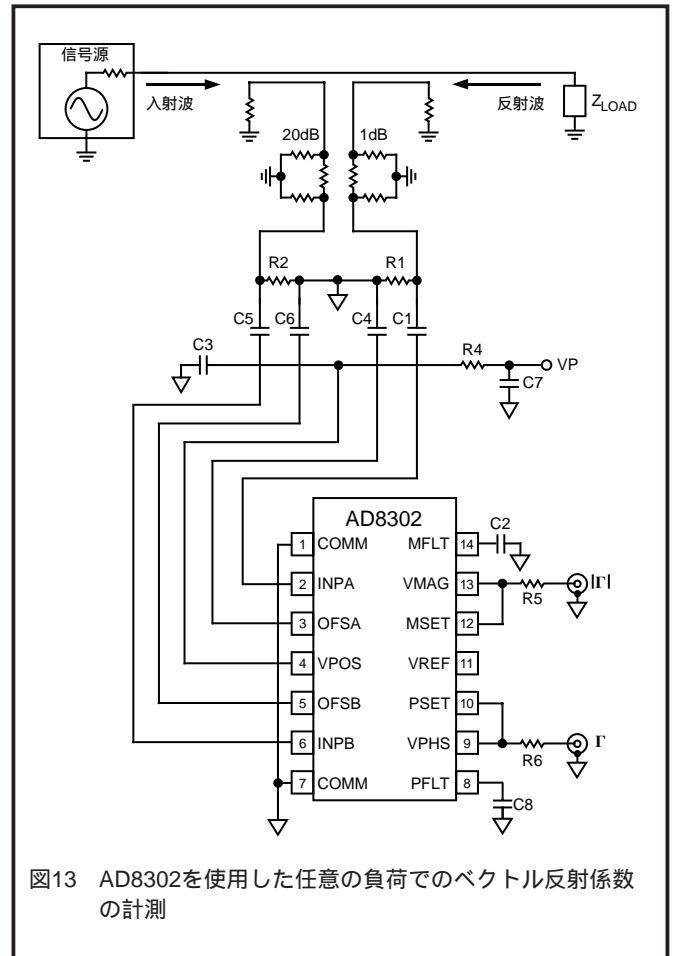 信号源
入射波
反射波
ZLOAD
20dB
1dB
R2
R1
C5
C6
C4
C1
C3
R4
VP
C7
AD8302
1 COMM
MFLT 14
C2
2 INPA
VMAG 13
R5
|Γ|
3 OFSA
MSET 12
4 VPOS
VREF 11
5 OFSB
PSET 10
6 INPB
VPHS 9
R6
Γ
7 COMM
PFLT 8
C8
図13 AD8302を使用した任意の負荷でのベクトル反射係数
の計測